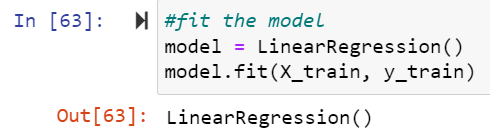 In [63]: #fit the model
model = LinearRegression()
model.fit(X_train, y_train)
Out[63]: LinearRegression()